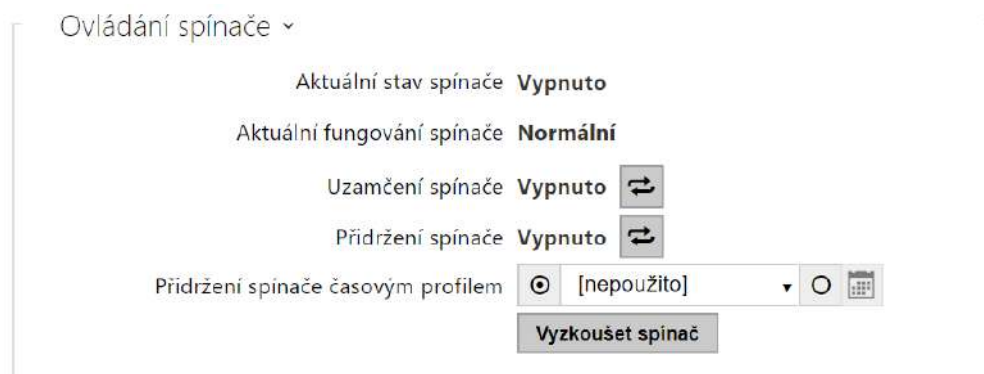 Ovládání spínače
Aktuální stav spínače Vypnuto
Aktuální fungování spínače Normální
Uzamčení spínače Vypnuto
Přidržení spínače Vypnuto
Přidržení spínače časovým profilem [nepoužito]
Vyzkoušet spínač